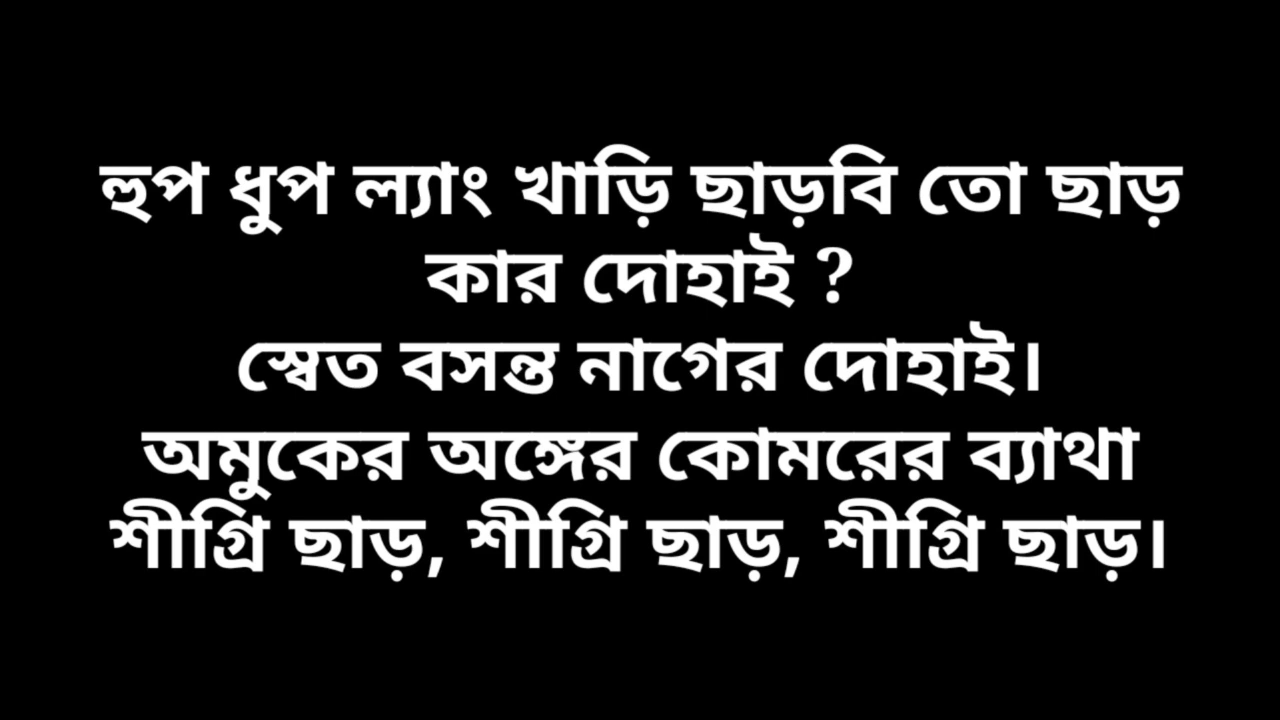 হুপ ধুপ ল্যাং খাড়ি ছাড়বি তো ছাড়
কার দোহাই ?
স্বেত বসন্ত নাগের দোহাই।
অমুকের অঙ্গের কোমরের ব্যাথা
শীগ্রি ছাড়, শীগ্রি ছাড়, শীগ্রি ছাড়।